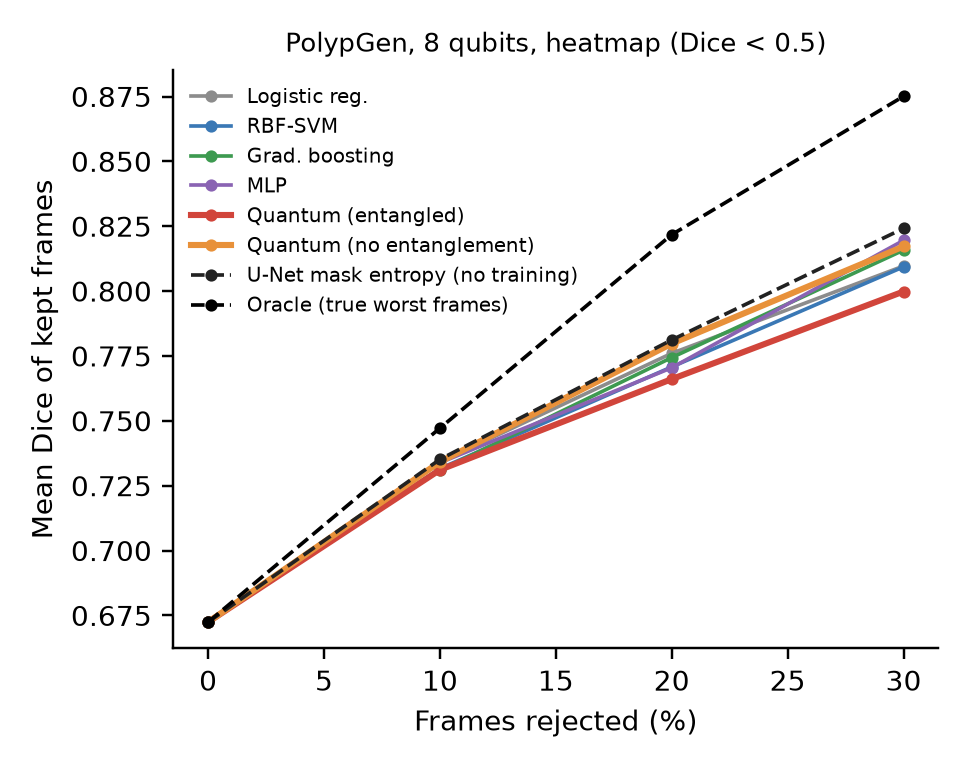 PolypGen, 8 qubits, heatmap (Dice < 0.5)
Mean Dice of kept frames
0.875
0.850
0.825
0.800
0.775
0.750
0.725
0.700
0.675
Logistic reg.
RBF-SVM
Grad. boosting
MLP
Quantum (entangled)
Quantum (no entanglement)
U-Net mask entropy (no training)
Oracle (true worst frames)
0
5
10
15
20
25
30
Frames rejected (%)